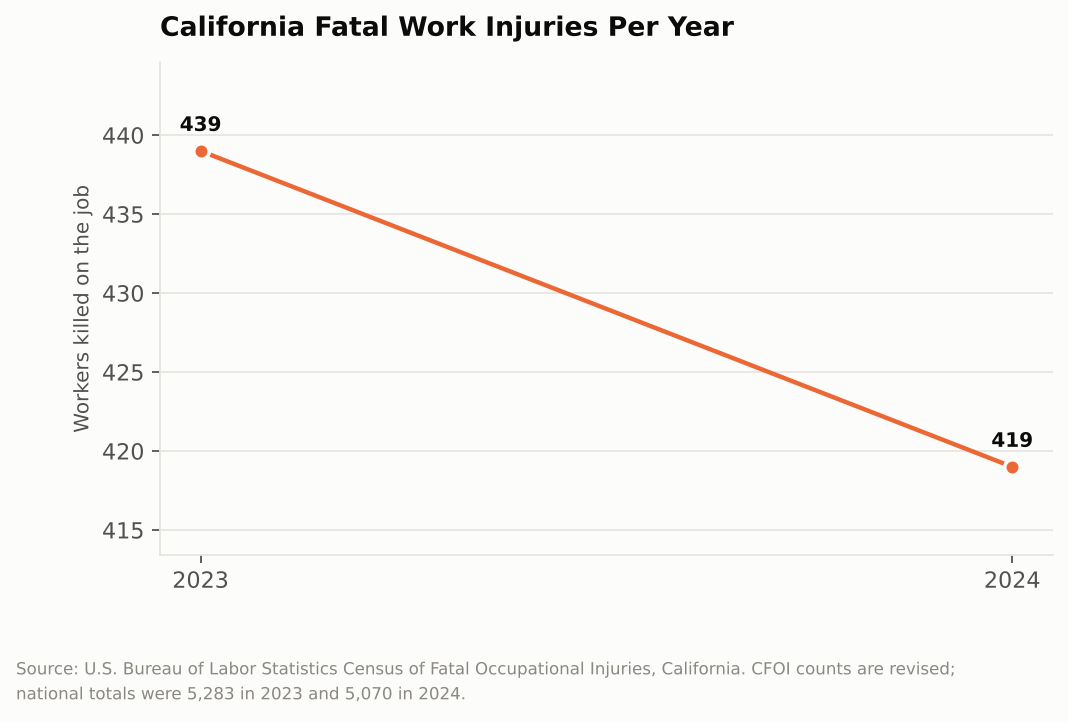 California Fatal Work Injuries Per Year
Workers killed on the job
440
435
430
425
420
415
439
419
2023
2024
Source: U.S. Bureau of Labor Statistics Census of Fatal Occupational Injuries, California. CFOI counts are revised;
national totals were 5,283 in 2023 and 5,070 in 2024.